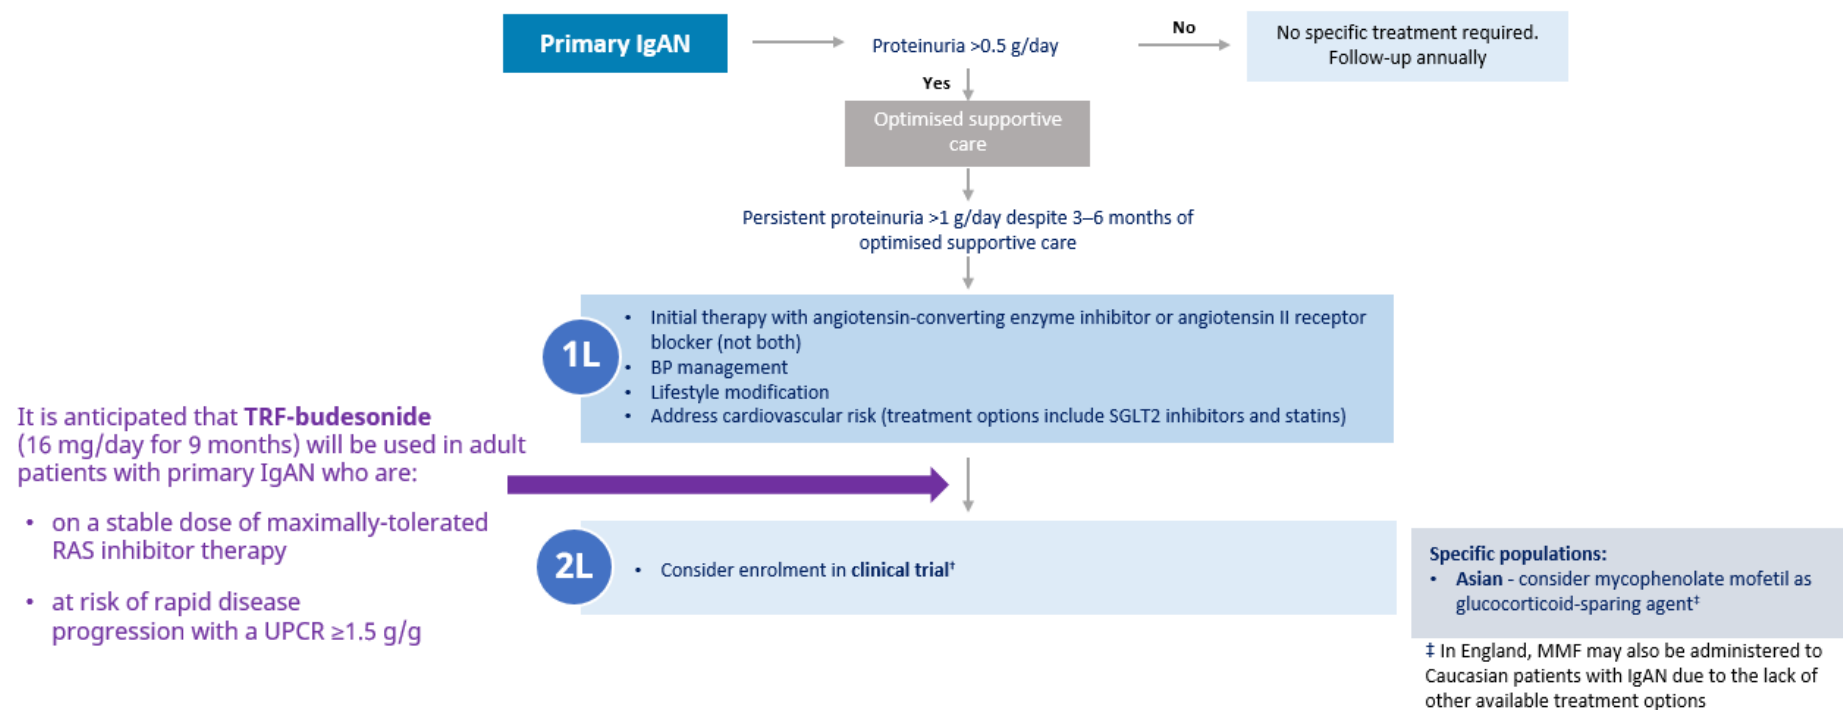 Primary IgAN
Proteinuria >0.5 g/day
No
No specific treatment required.
Follow-up annually
Yes
Optimised supportive
care
Persistent proteinuria >1 g/day despite 3–6 months of
optimised supportive care
1L
• Initial therapy with angiotensin-converting enzyme inhibitor or angiotensin II receptor
blocker (not both)
• BP management
• Lifestyle modification
• Address cardiovascular risk (treatment options include SGLT2 inhibitors and statins)
It is anticipated that TRF-budesonide
(16 mg/day for 9 months) will be used in adult
patients with primary IgAN who are:
• on a stable dose of maximally-tolerated
RAS inhibitor therapy
• at risk of rapid disease
progression with a UPCR ≥1.5 g/g
2L
• Consider enrolment in clinical trial†
Specific populations:
• Asian - consider mycophenolate mofetil as
glucocorticoid-sparing agent‡
‡ In England, MMF may also be administered to
Caucasian patients with IgAN due to the lack of
other available treatment options